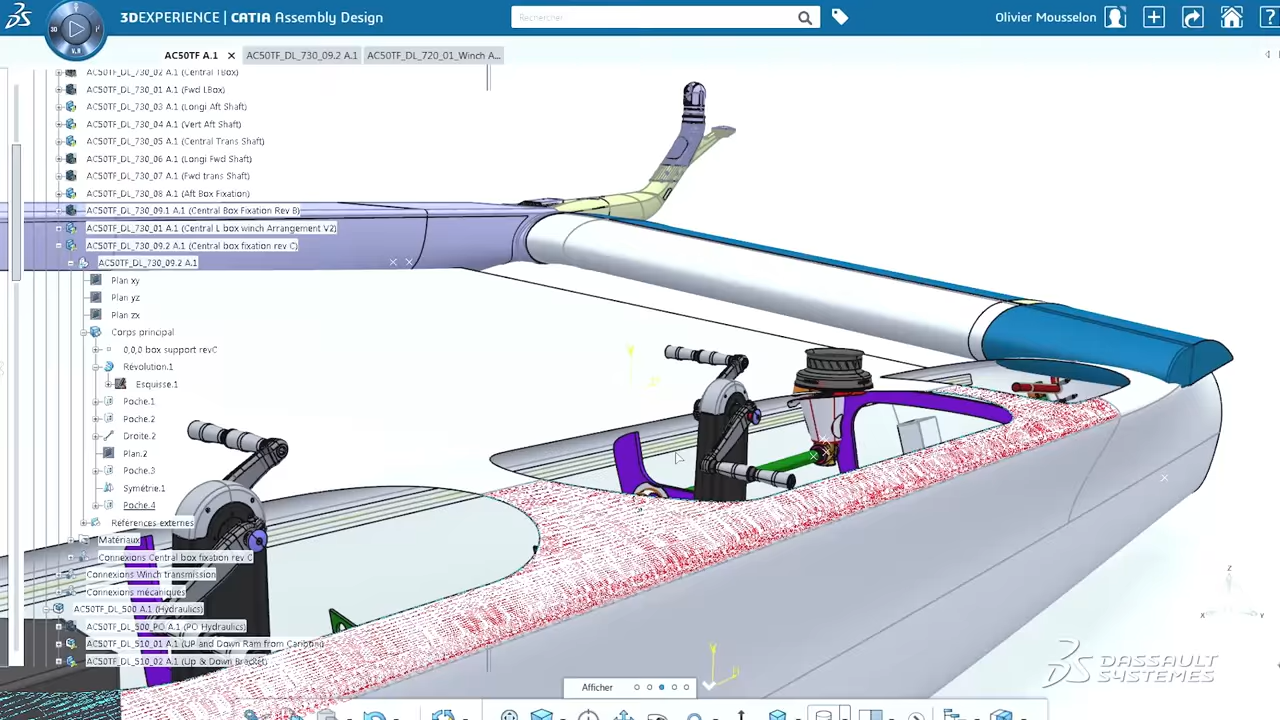 3DEXPERIENCE | CATIA Assembly Design
Rechercher
Olivier Mousselon
3D
V.R
AC50TF A.1
AC50TF_DL_730_09.2 A.1
AC50TF_DL_720_01_Winch A...
AC50TF_DL_730_02 A.1 (Central TBox)
AC50TF_DL_730_01 A.1 (Fwd LBox)
AC50TF_DL_730_03 A.1 (Longi Aft Shaft)
AC50TF_DL_730_04 A.1 (Vert Aft Shaft)
AC50TF_DL_730_05 A.1 (Central Trans Shaft)
AC50TF_DL_730_06 A.1 (Longi Fwd Shaft)
AC50TF_DL_730_07 A.1 (Fwd trans Shaft)
AC50TF_DL_730_08 A.1 (Aft Box Fixation)
AC50TF_DL_730_09.1 A.1 (Central Box Fixation Rev B)
AC50TF_DL_730_01 A.1 (Central L box winch Arrangement V2)
AC50TF_DL_730_09.2 A.1 (Central box fixation rev C)
AC50TF_DL_730_09.2 A.1
Plan xy
Plan yz
Plan zx
Corps principal
0,0,0 box support revC
Révolution.1
Esquisse.1
Poche.1
Poche.2
Droite.2
Plan.2
Poche.3
Symétrie.1
Poche.4
Références externes
Matériaux
Connexions Central box fixation rev C
Connexions Winch transmission
Connexions mécaniques
AC50TF_DL_500 A.1 (Hydraulics)
AC50TF_DL_500_PO A.1 (PO Hydraulics)
AC50TF_DL_510_01 A.1 (UP and Down Ram from Cariboni)
AC50TF_DL_510_02 A.1 (Up & Down Bracket)
Z
X
Y
DASSAULT
SYSTEMES
Afficher